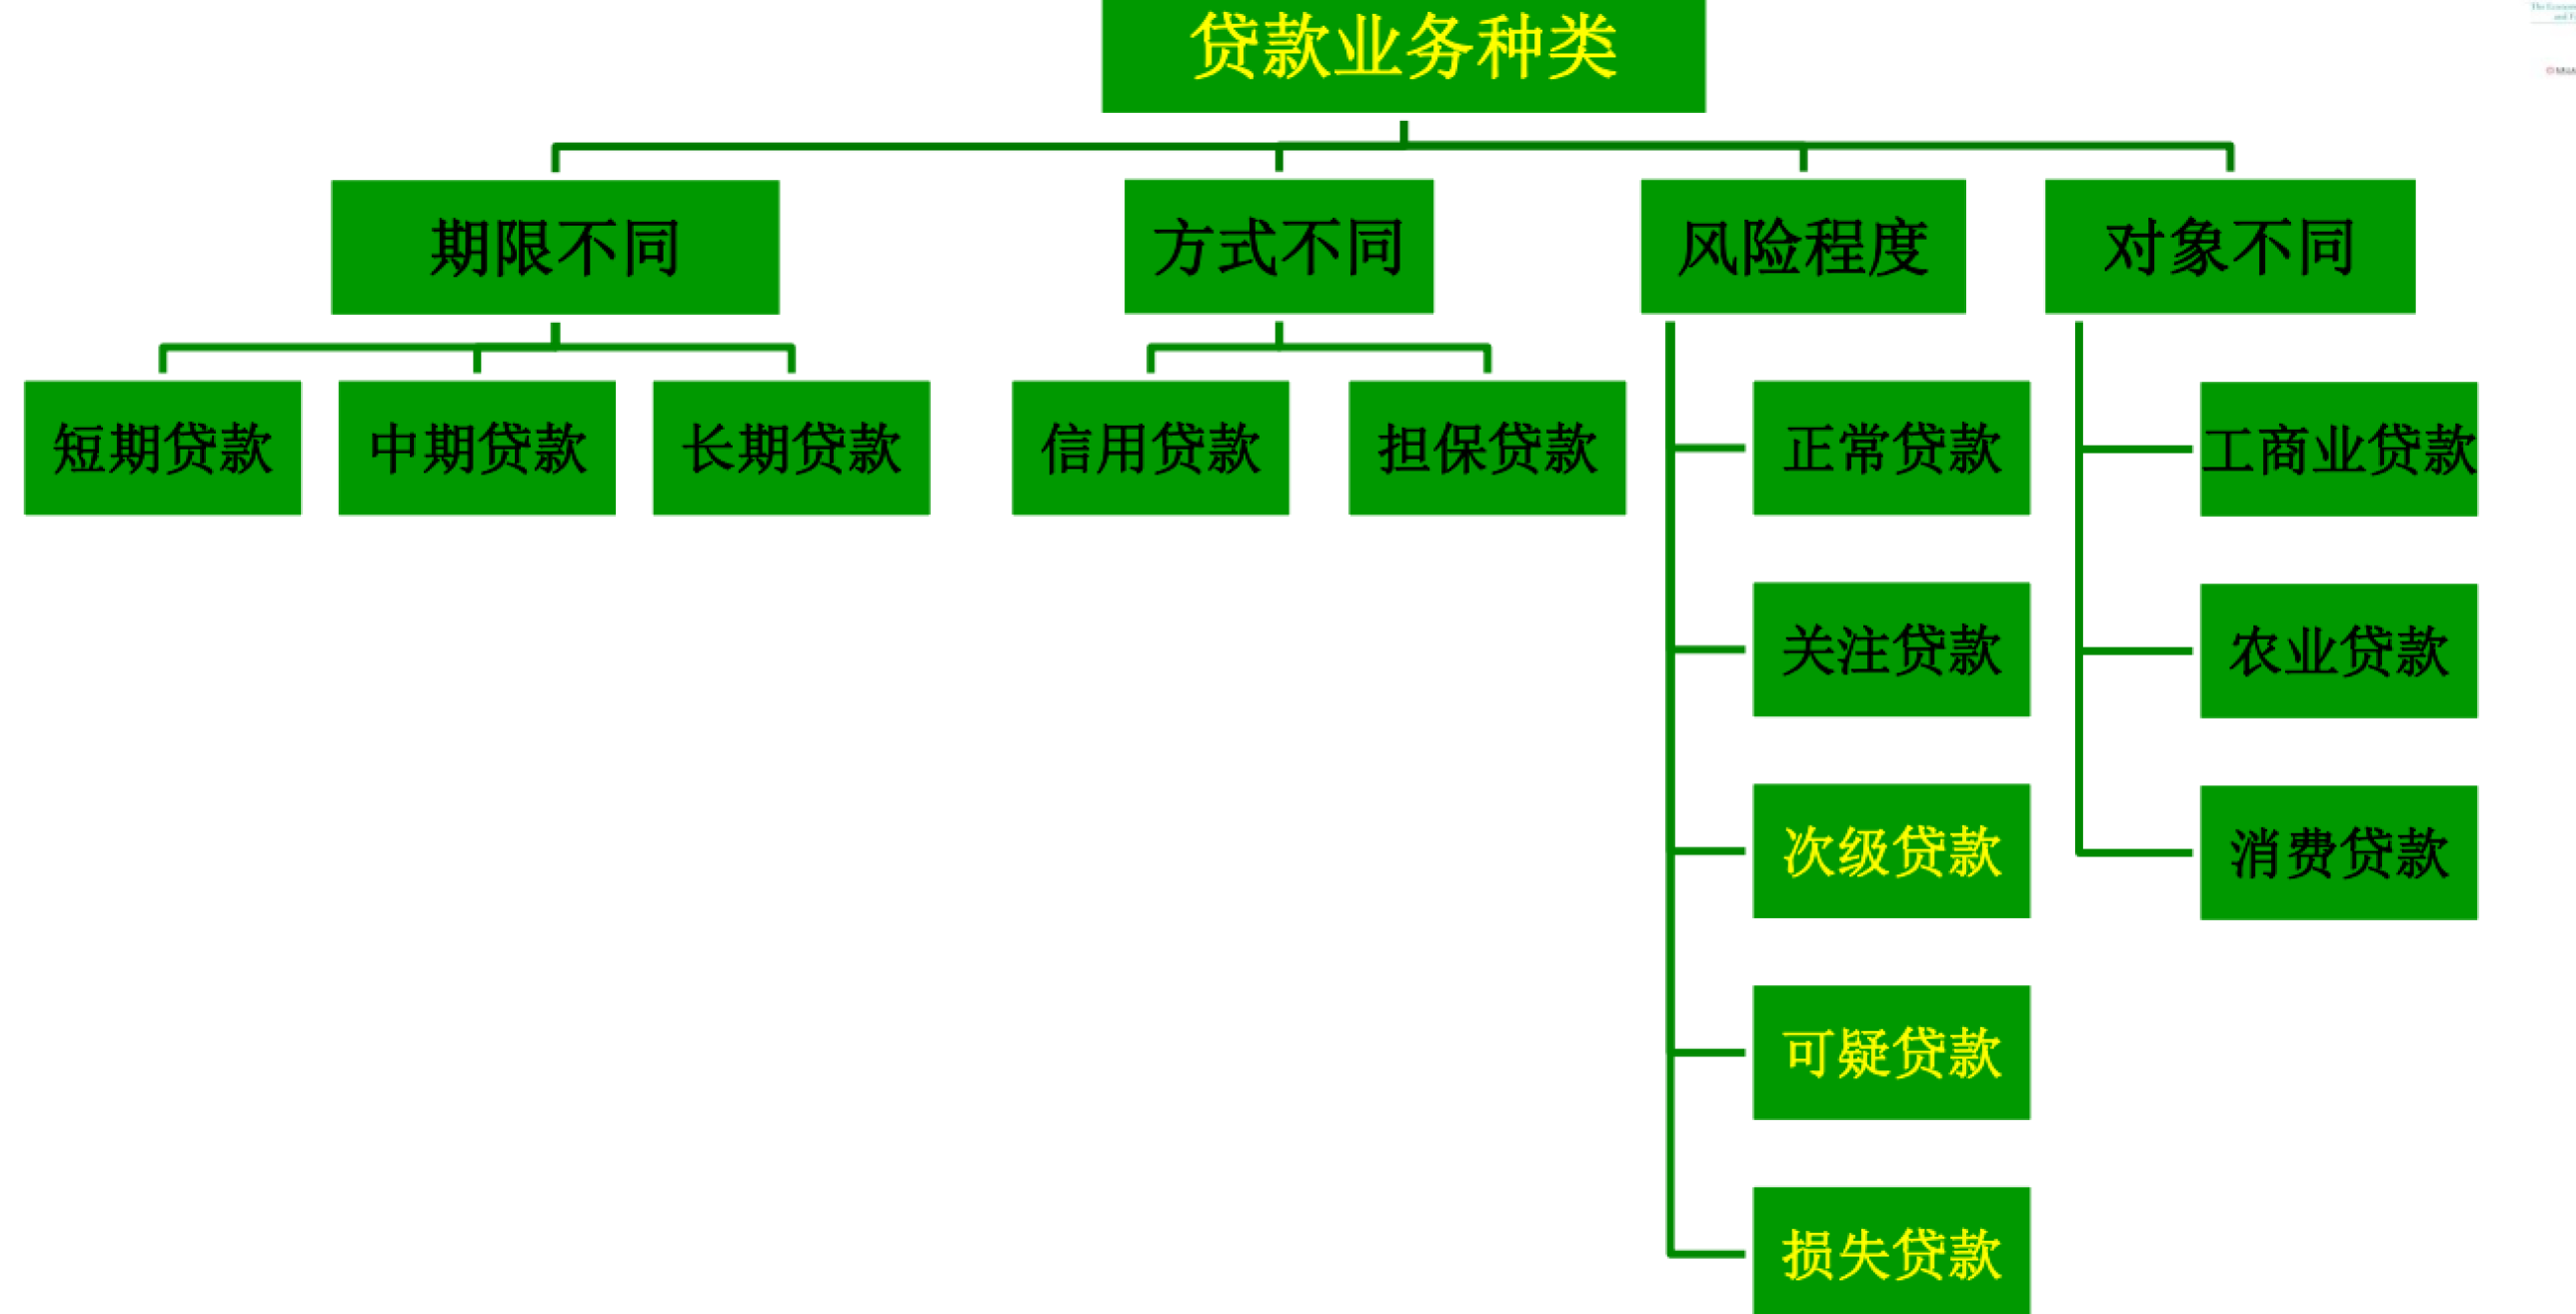 贷款业务种类
期限不同
方式不同
风险程度
对象不同
短期贷款
中期贷款
长期贷款
信用贷款
担保贷款
正常贷款
工商业贷款
关注贷款
农业贷款
次级贷款
消费贷款
可疑贷款
损失贷款